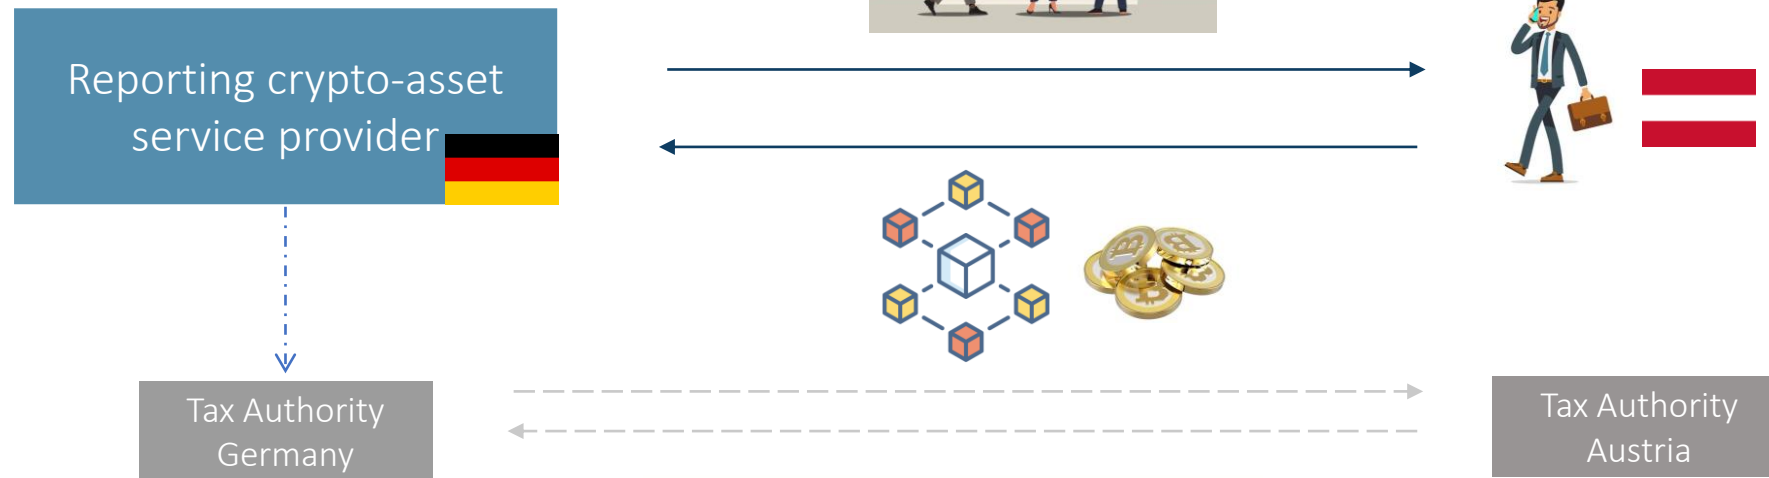 Reporting crypto-asset
service provider
Tax Authority
Germany
Tax Authority
Austria